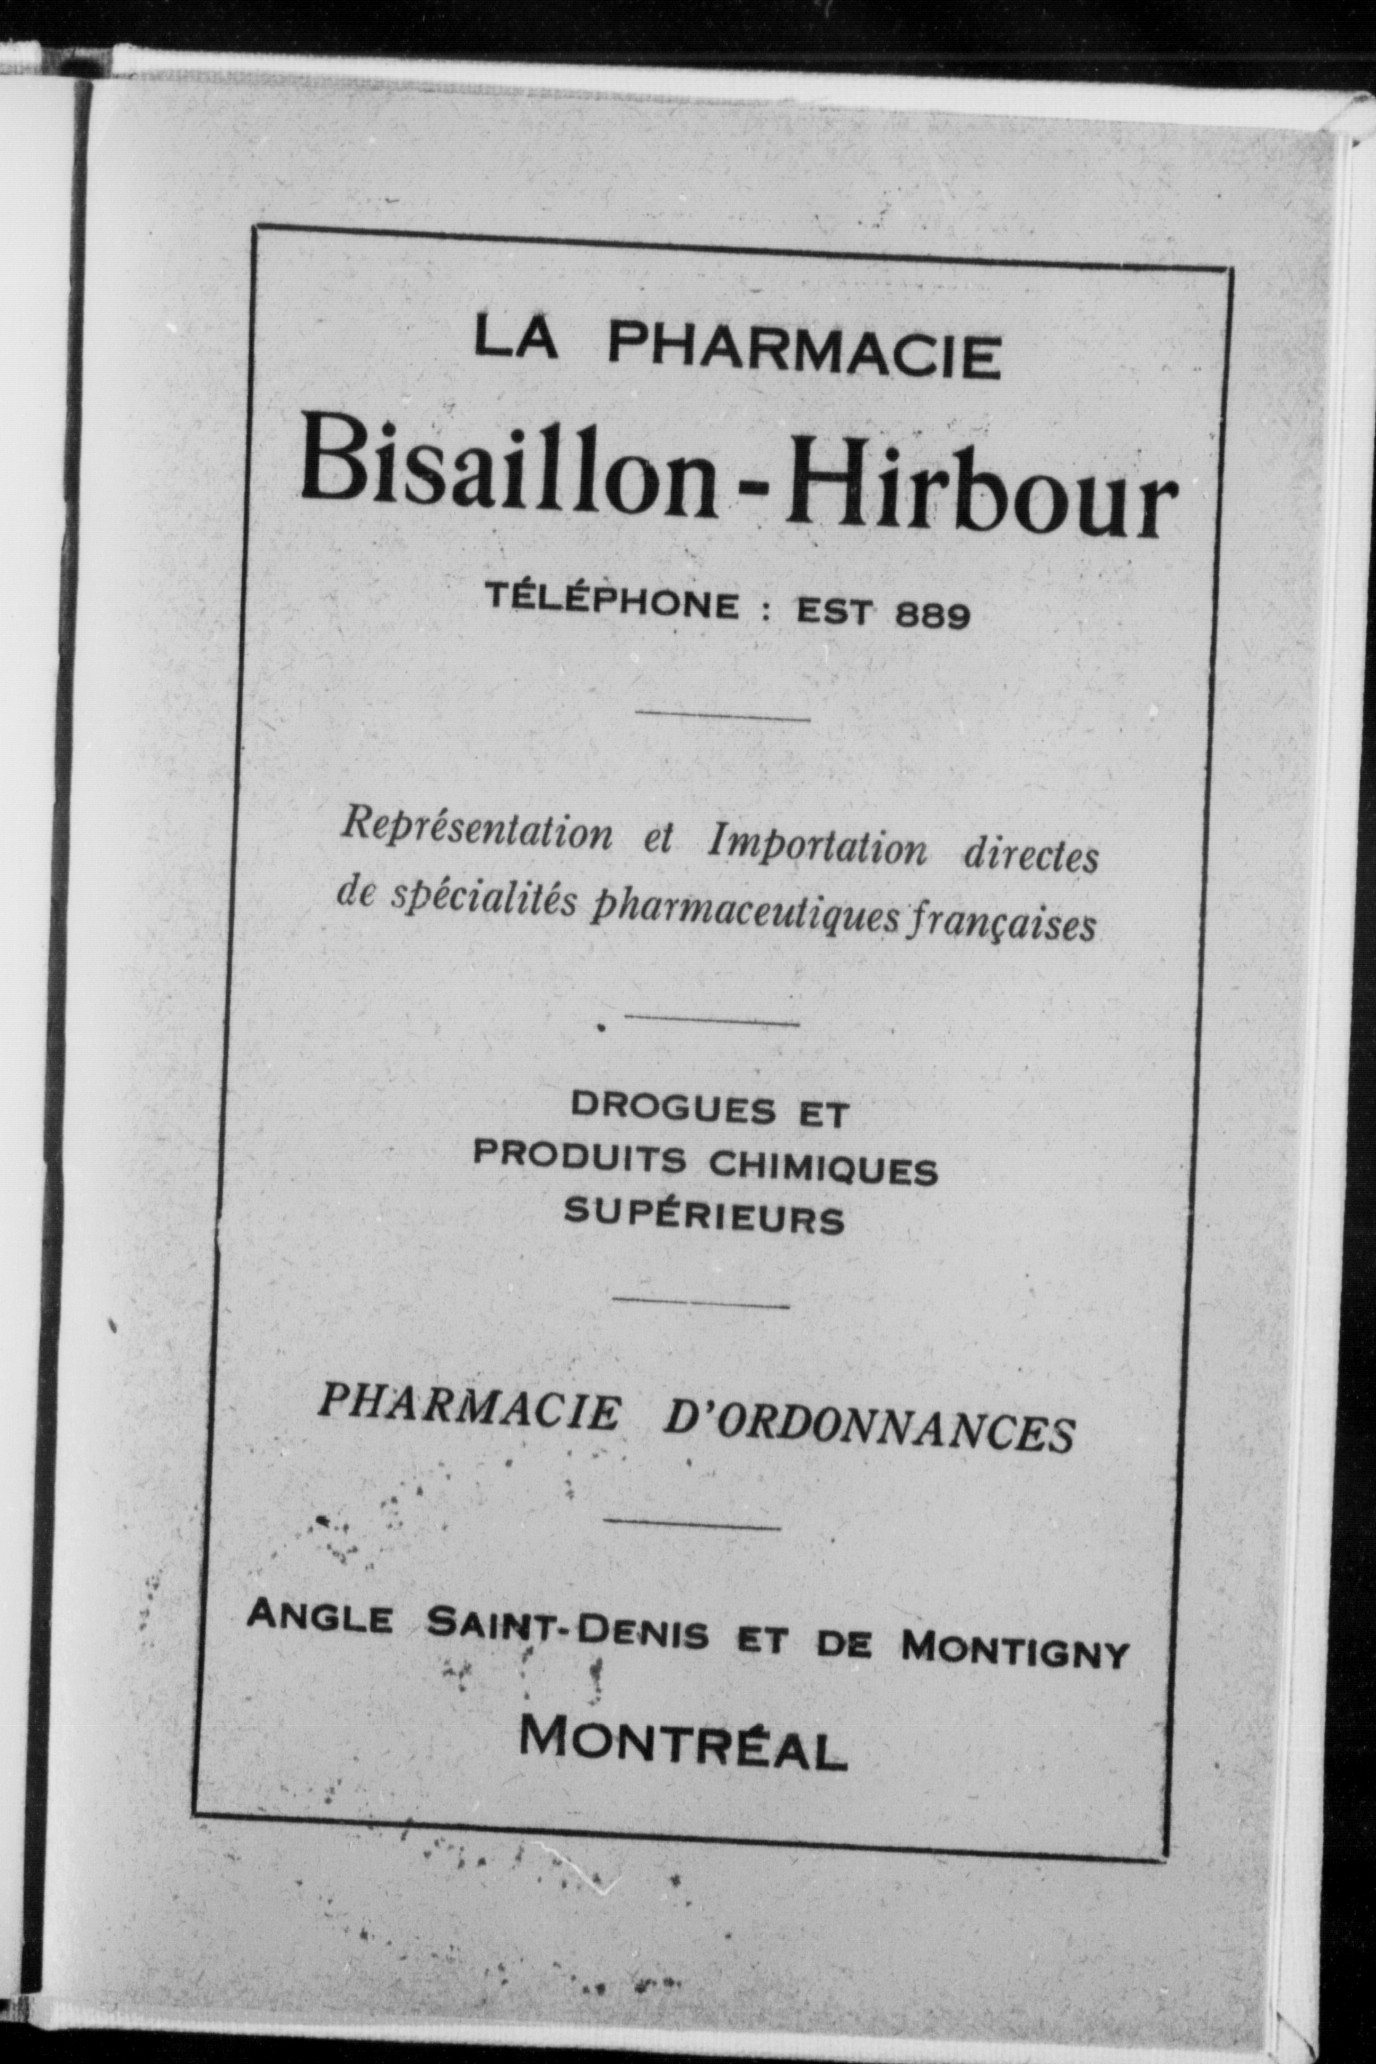 LA PHARMACIE
Bisaillon-Hirbour
TÉLÉPHONE : EST 889
Représentation et Importation directes
de spécialités pharmaceutiques françaises
DROGUES ET
PRODUITS CHIMIQUES
SUPÉRIEURS
PHARMACIE D'ORDONNANCES
ANGLE SAINT-DENIS ET DE MONTIGNY
MONTRÉAL